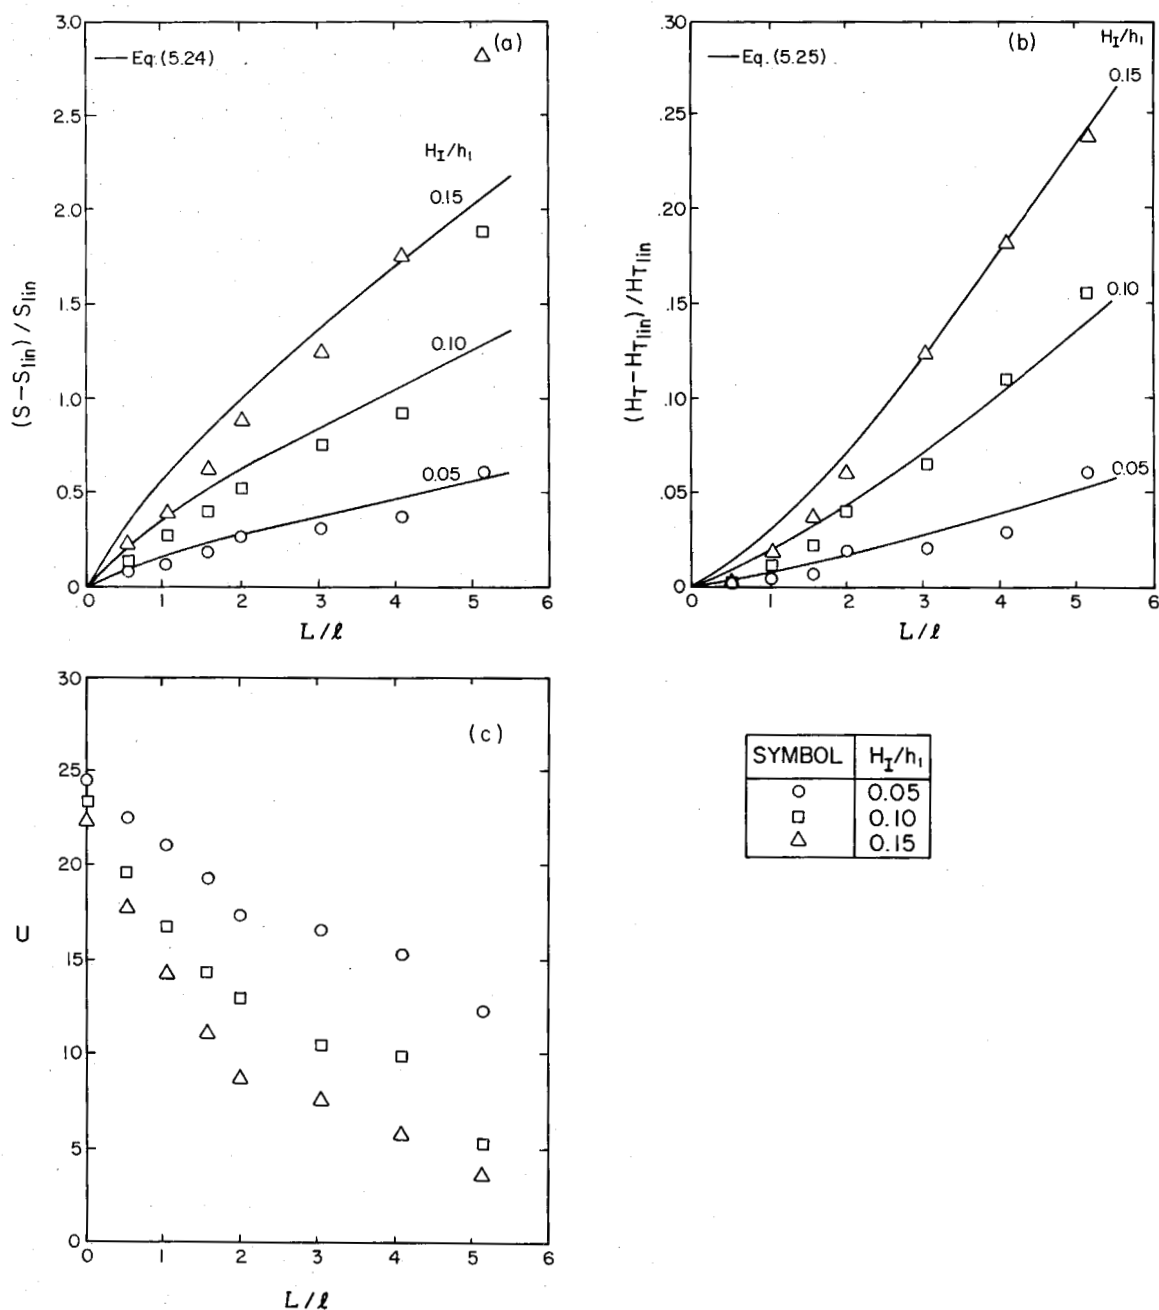 (a)
Eq. (5.24)
H_I/h_1
0.15
0.10
0.05
3.0
2.5
2.0
1.5
1.0
0.5
0
(S-S_lin)/S_lin
0 1 2 3 4 5 6
L/ℓ
(b)
Eq. (5.25)
H_I/h_1
0.15
0.10
0.05
.30
.25
.20
.15
.10
.05
0
(H_T-H_T_lin)/H_T_lin
0 1 2 3 4 5 6
L/ℓ
(c)
30
25
20
15
10
5
0
U
0 1 2 3 4 5 6
L/ℓ
SYMBOL H_I/h_1
○ 0.05
□ 0.10
△ 0.15